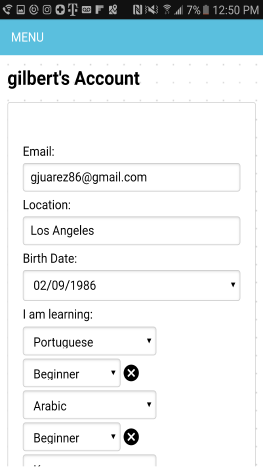 7% 12:50 PM
MENU
gilbert's Account
Email:
gjuarez86@gmail.com
Location:
Los Angeles
Birth Date:
02/09/1986
I am learning:
Portuguese
Beginner
Arabic
Beginner